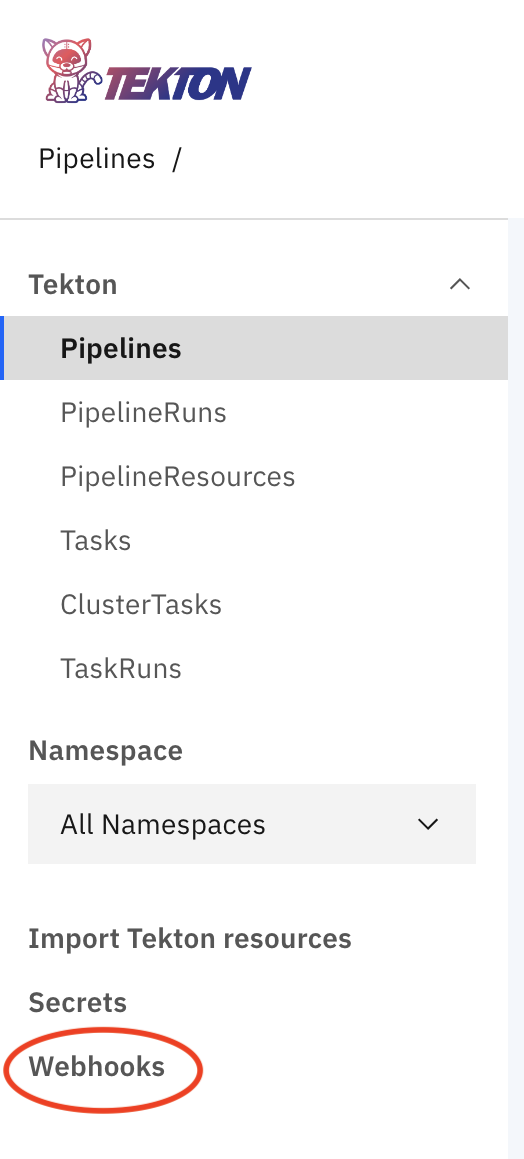 TEKTON
Pipelines /
Tekton
Pipelines
PipelineRuns
PipelineResources
Tasks
ClusterTasks
TaskRuns
Namespace
All Namespaces
Import Tekton resources
Secrets
Webhooks